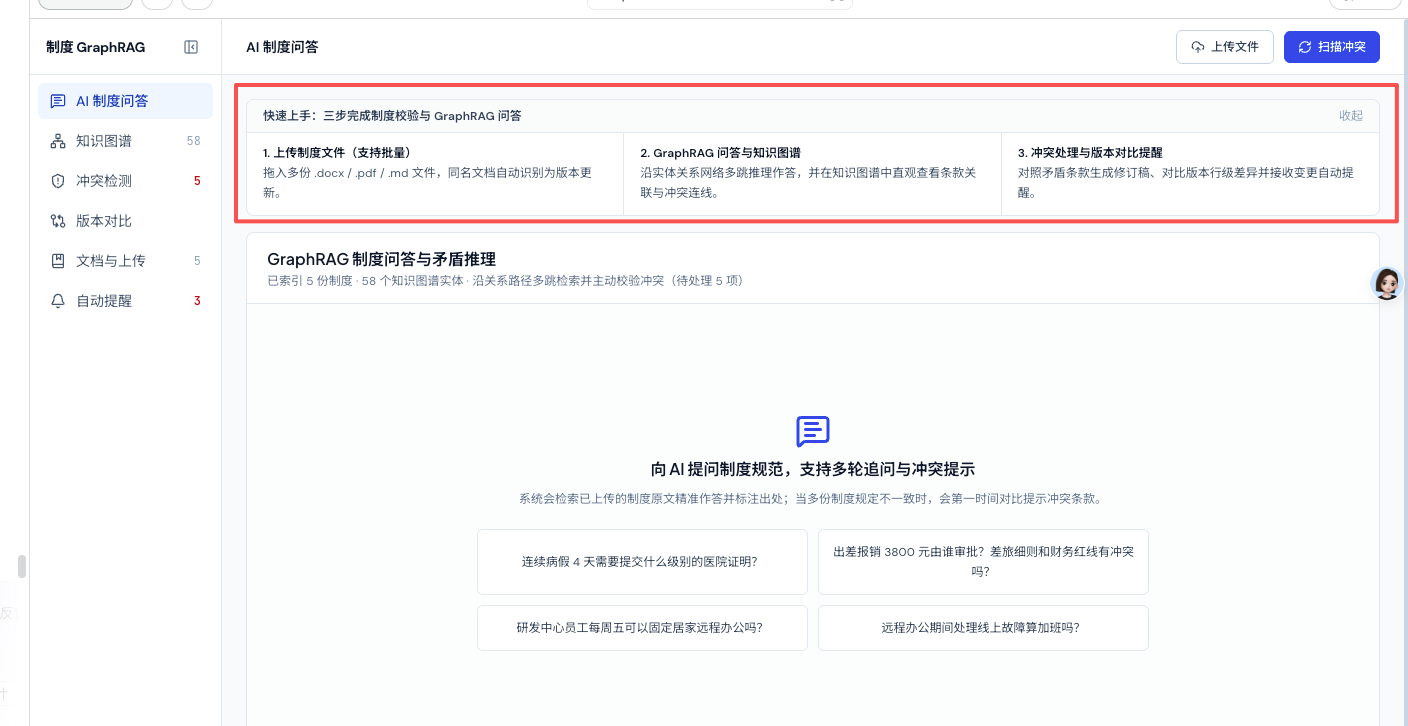 制度 GraphRAG
AI 制度问答
上传文件
扫描冲突
AI 制度问答
知识图谱 58
冲突检测 5
版本对比
文档与上传 5
自动提醒 3
快速上手：三步完成制度校验与 GraphRAG 问答
收起
1. 上传制度文件（支持批量）
拖入多份 .docx / .pdf / .md 文件，同名文档自动识别为版本更
新。
2. GraphRAG 问答与知识图谱
沿实体关系网络多跳推理作答，并在知识图谱中直观查看条款关
联与冲突连线。
3. 冲突处理与版本对比提醒
对照矛盾条款生成修订稿、对比版本行级差异并接收变更自动提
醒。
GraphRAG 制度问答与矛盾推理
已索引 5 份制度 · 58 个知识图谱实体 · 沿关系路径多跳检索并主动校验冲突（待处理 5 项）
向 AI 提问制度规范，支持多轮追问与冲突提示
系统会检索已上传的制度原文精准作答并标注出处；当多份制度规定不一致时，会第一时间对比提示冲突条款。
连续病假 4 天需要提交什么级别的医院证明？
出差报销 3800 元由谁审批？差旅细则和财务红线有冲突
吗？
研发中心员工每周五可以固定居家远程办公吗？
远程办公期间处理线上故障算加班吗？
反